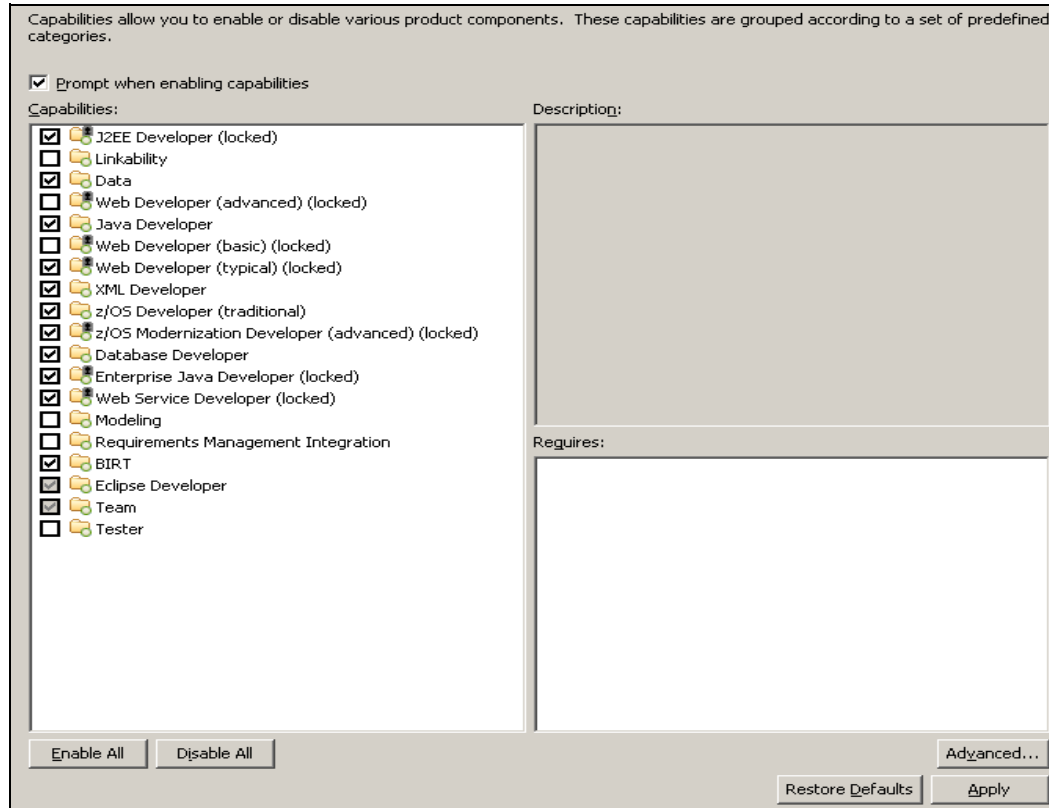 Capabilities allow you to enable or disable various product components.  These capabilities are grouped according to a set of predefined
categories.
Prompt when enabling capabilities
Capabilities:
Description:
J2EE Developer (locked)
Linkability
Data
Web Developer (advanced) (locked)
Java Developer
Web Developer (basic) (locked)
Web Developer (typical) (locked)
XML Developer
z/OS Developer (traditional)
z/OS Modernization Developer (advanced) (locked)
Database Developer
Enterprise Java Developer (locked)
Web Service Developer (locked)
Modeling
Requirements Management Integration
BIRT
Eclipse Developer
Team
Tester
Requires:
Enable All
Disable All
Advanced...
Restore Defaults
Apply